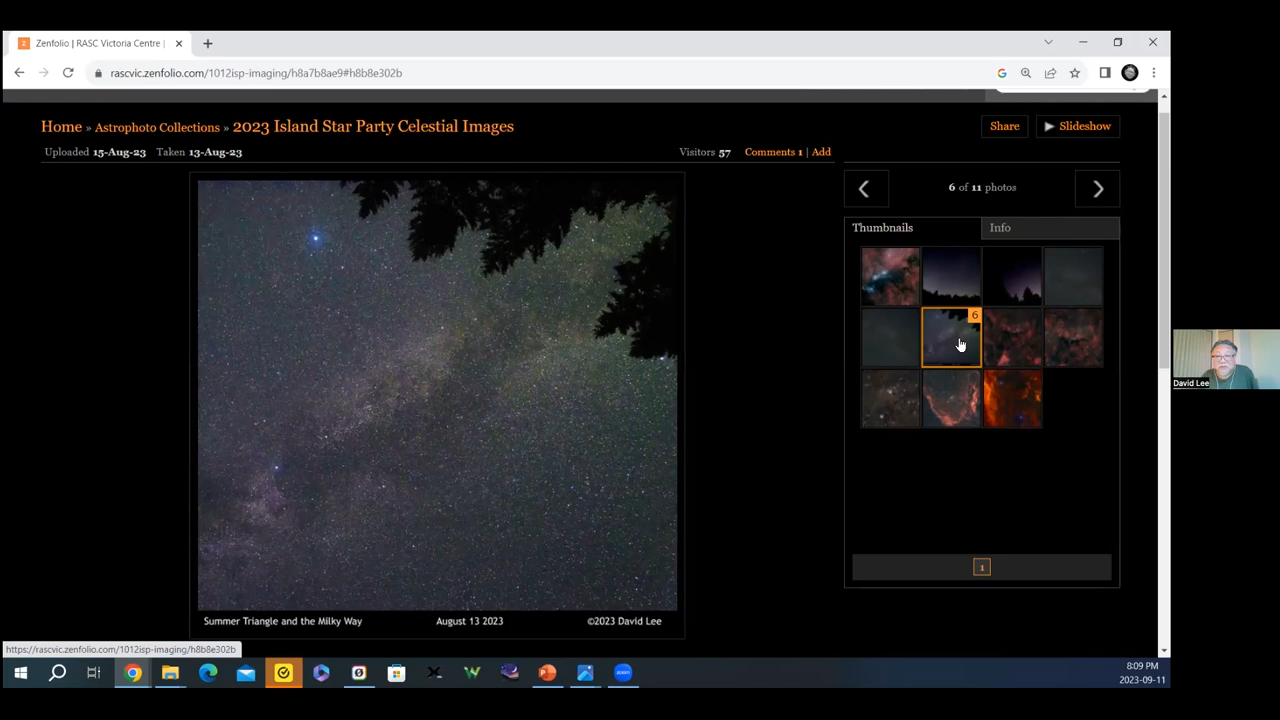 Zenfolio | RASC Victoria Centre |
rascvic.zenfolio.com/1012isp-imaging/h8a7b8ae9#h8b8e302b
Home » Astrophoto Collections » 2023 Island Star Party Celestial Images
Share
Slideshow
Uploaded 15-Aug-23 Taken 13-Aug-23
Visitors 57
Comments 1 | Add
6 of 11 photos
Thumbnails
Info
6
David Lee
1
Summer Triangle and the Milky Way
August 13 2023
©2023 David Lee
https://rascvic.zenfolio.com/1012isp-imaging/h8b8e302b
8:09 PM
2023-09-11